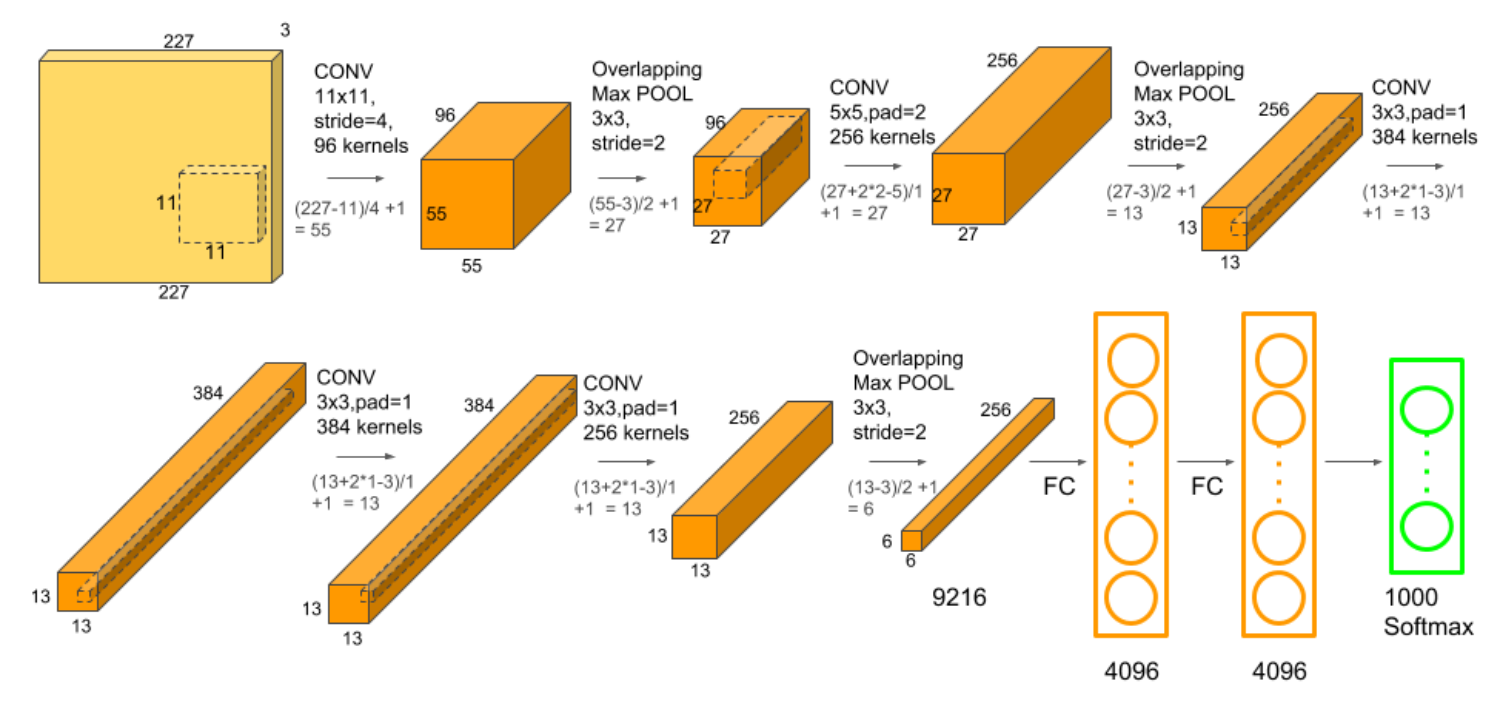 227
3
11
11
227
CONV
11x11,
stride=4,
96 kernels
(227-11)/4 +1
= 55
96
55
55
Overlapping
Max POOL
3x3,
stride=2
(55-3)/2 +1
= 27
96
27
27
CONV
5x5,pad=2
256 kernels
(27+2*2-5)/1
+1 = 27
256
27
27
Overlapping
Max POOL
3x3,
stride=2
(27-3)/2 +1
= 13
256
13
13
CONV
3x3,pad=1
384 kernels
(13+2*1-3)/1
+1 = 13
384
13
13
CONV
3x3,pad=1
384 kernels
(13+2*1-3)/1
+1 = 13
384
13
13
CONV
3x3,pad=1
256 kernels
(13+2*1-3)/1
+1 = 13
256
13
13
Overlapping
Max POOL
3x3,
stride=2
(13-3)/2 +1
= 6
256
6
6
9216
FC
4096
FC
4096
1000
Softmax